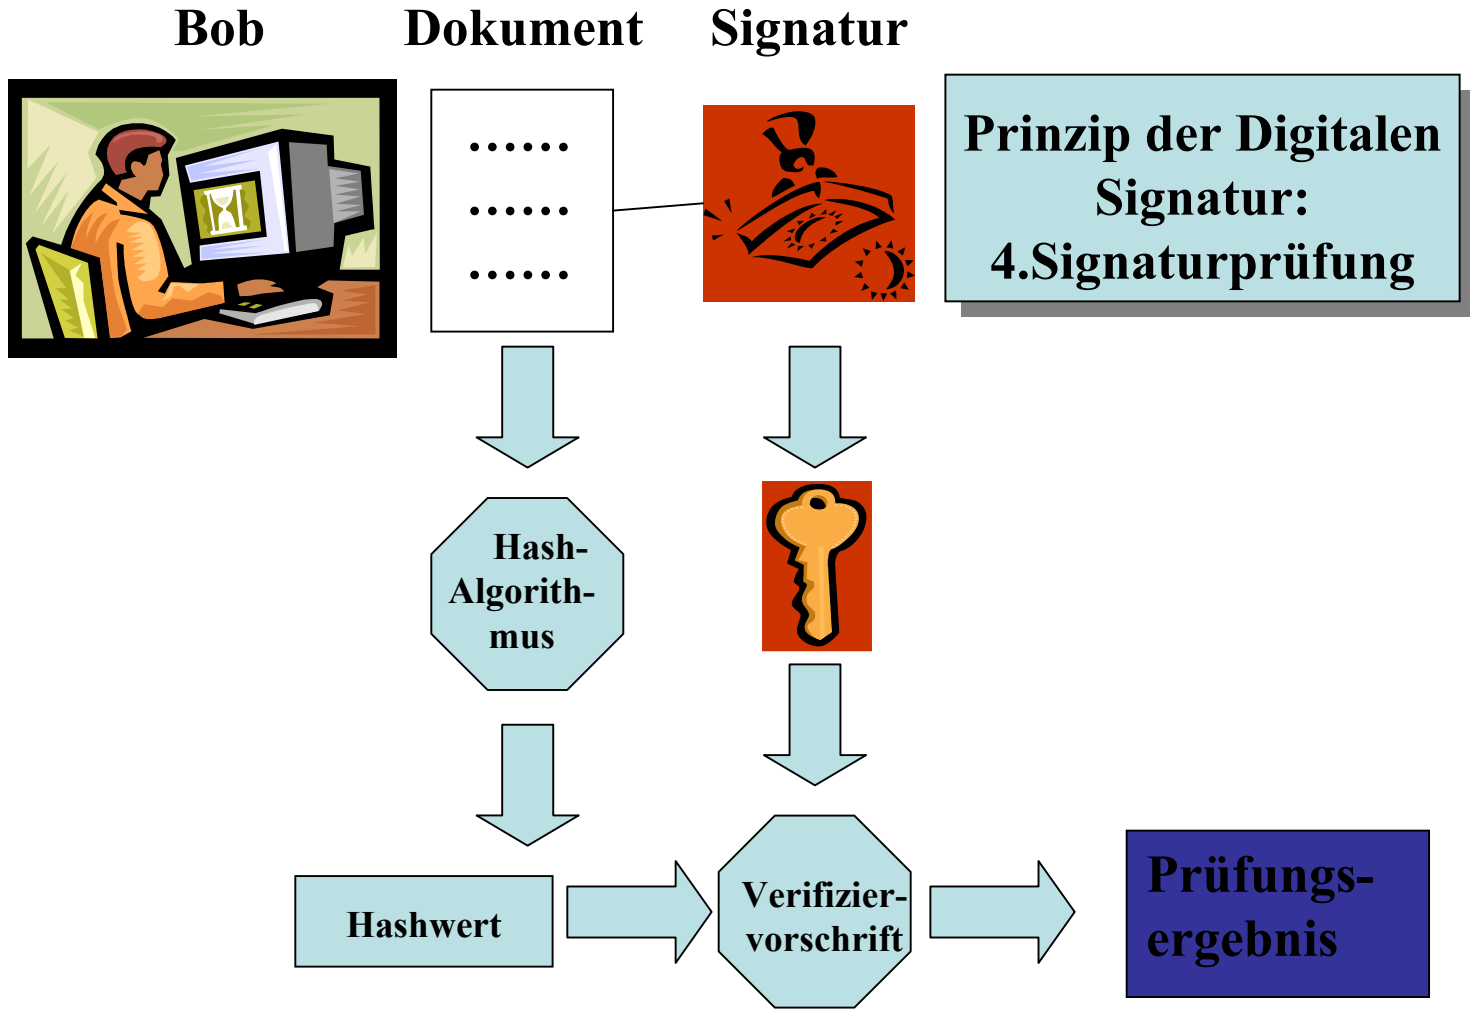 Bob
Dokument
Signatur
......
......
......
Prinzip der Digitalen
Signatur:
4.Signaturprüfung
Hash-
Algorith-
mus
Hashwert
Verifizier-
vorschrift
Prüfungs-
ergebnis